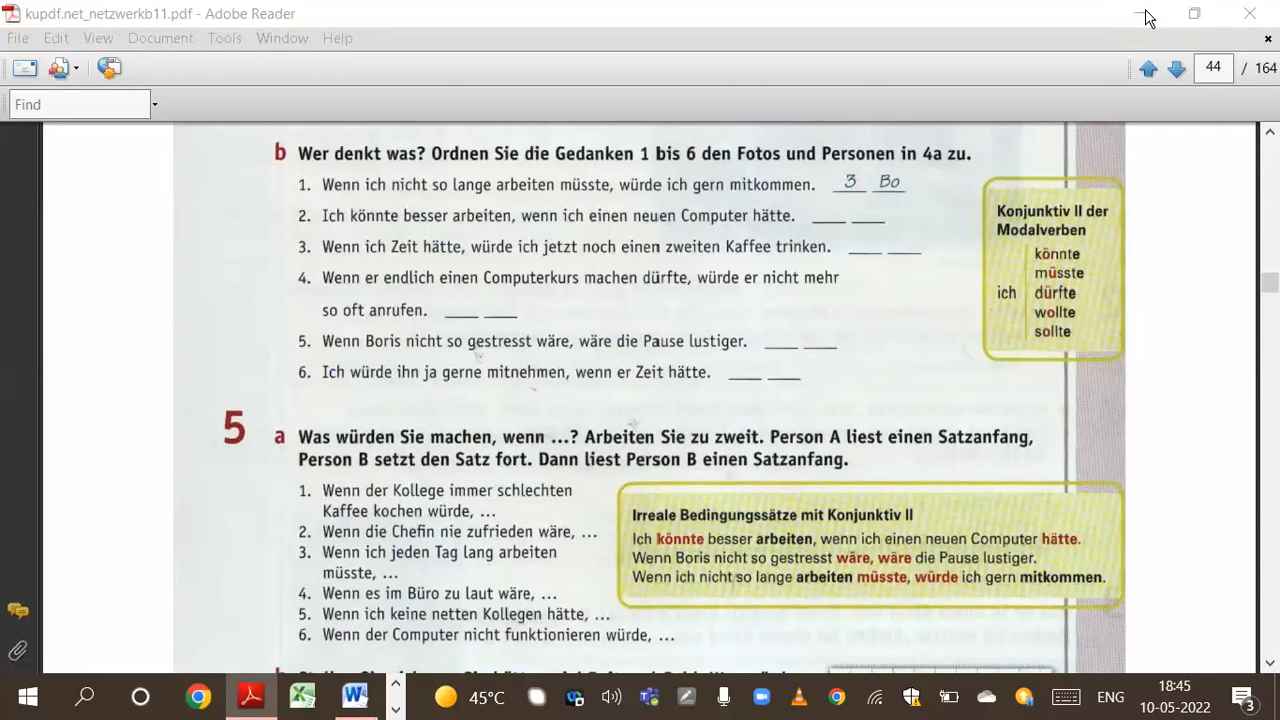 kupdf.net_netzwerkb11.pdf - Adobe Reader
File Edit View Document Tools Window Help
44 / 164
Find
b Wer denkt was? Ordnen Sie die Gedanken 1 bis 6 den Fotos und Personen in 4a zu.
1. Wenn ich nicht so lange arbeiten müsste, würde ich gern mitkommen. 3 Bo
2. Ich könnte besser arbeiten, wenn ich einen neuen Computer hätte.
3. Wenn ich Zeit hätte, würde ich jetzt noch einen zweiten Kaffee trinken.
4. Wenn er endlich einen Computerkurs machen dürfte, würde er nicht mehr
so oft anrufen.
5. Wenn Boris nicht so gestresst wäre, wäre die Pause lustiger.
6. Ich würde ihn ja gerne mitnehmen, wenn er Zeit hätte.
Konjunktiv II der
Modalverben
könnte
müsste
ich dürfte
wollte
sollte
5 a Was würden Sie machen, wenn ...? Arbeiten Sie zu zweit. Person A liest einen Satzanfang,
Person B setzt den Satz fort. Dann liest Person B einen Satzanfang.
1. Wenn der Kollege immer schlechten
Kaffee kochen würde, ...
2. Wenn die Chefin nie zufrieden wäre, ...
3. Wenn ich jeden Tag lang arbeiten
müsste, ...
4. Wenn es im Büro zu laut wäre, ...
5. Wenn ich keine netten Kollegen hätte, ...
6. Wenn der Computer nicht funktionieren würde, ...
Irreale Bedingungssätze mit Konjunktiv II
Ich könnte besser arbeiten, wenn ich einen neuen Computer hätte.
Wenn Boris nicht so gestresst wäre, wäre die Pause lustiger.
Wenn ich nicht so lange arbeiten müsste, würde ich gern mitkommen.
45°C
ENG
18:45
10-05-2022
3